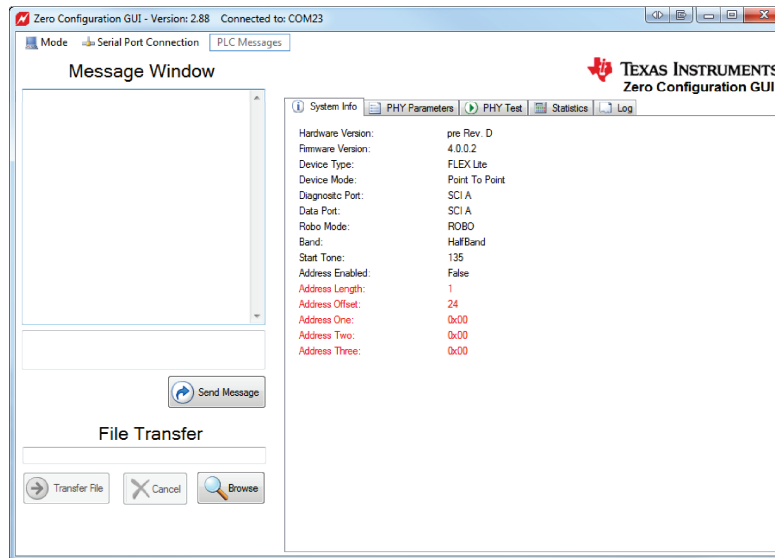 Zero Configuration GUI - Version: 2.88 Connected to: COM23
Mode Serial Port Connection PLC Messages
Message Window
TEXAS INSTRUMENTS
Zero Configuration GUI
System Info PHY Parameters PHY Test Statistics Log
Hardware Version: pre Rev. D
Firmware Version: 4.0.0.2
Device Type: FLEX Lite
Device Mode: Point To Point
Diagnositc Port: SCI A
Data Port: SCI A
Robo Mode: ROBO
Band: HalfBand
Start Tone: 135
Address Enabled: False
Address Length: 1
Address Offset: 24
Address One: 0x00
Address Two: 0x00
Address Three: 0x00
Send Message
File Transfer
Transfer File Cancel Browse